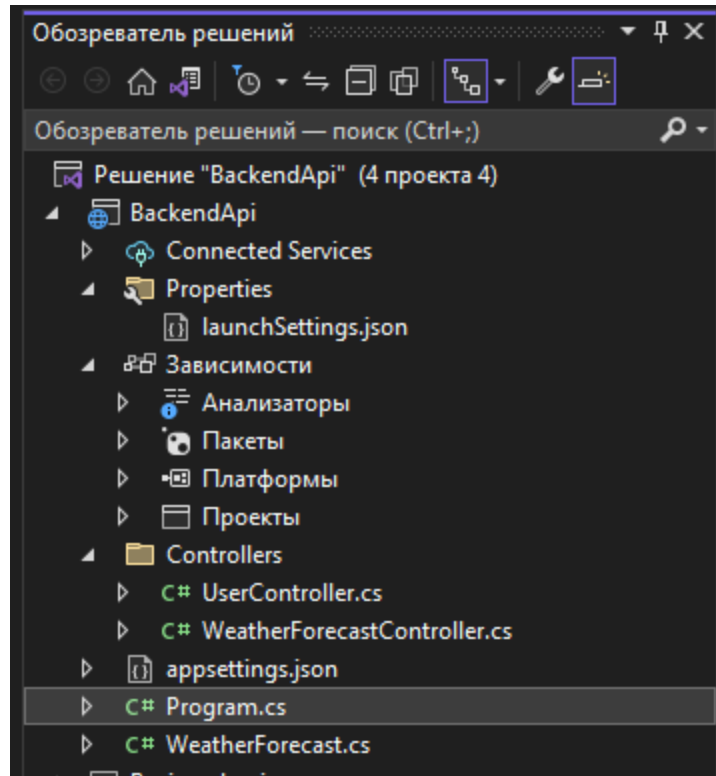 Обозреватель решений
Обозреватель решений — поиск (Ctrl+;)
Решение "BackendApi" (4 проекта 4)
BackendApi
Connected Services
Properties
launchSettings.json
Зависимости
Анализаторы
Пакеты
Платформы
Проекты
Controllers
C# UserController.cs
C# WeatherForecastController.cs
appsettings.json
C# Program.cs
C# WeatherForecast.cs